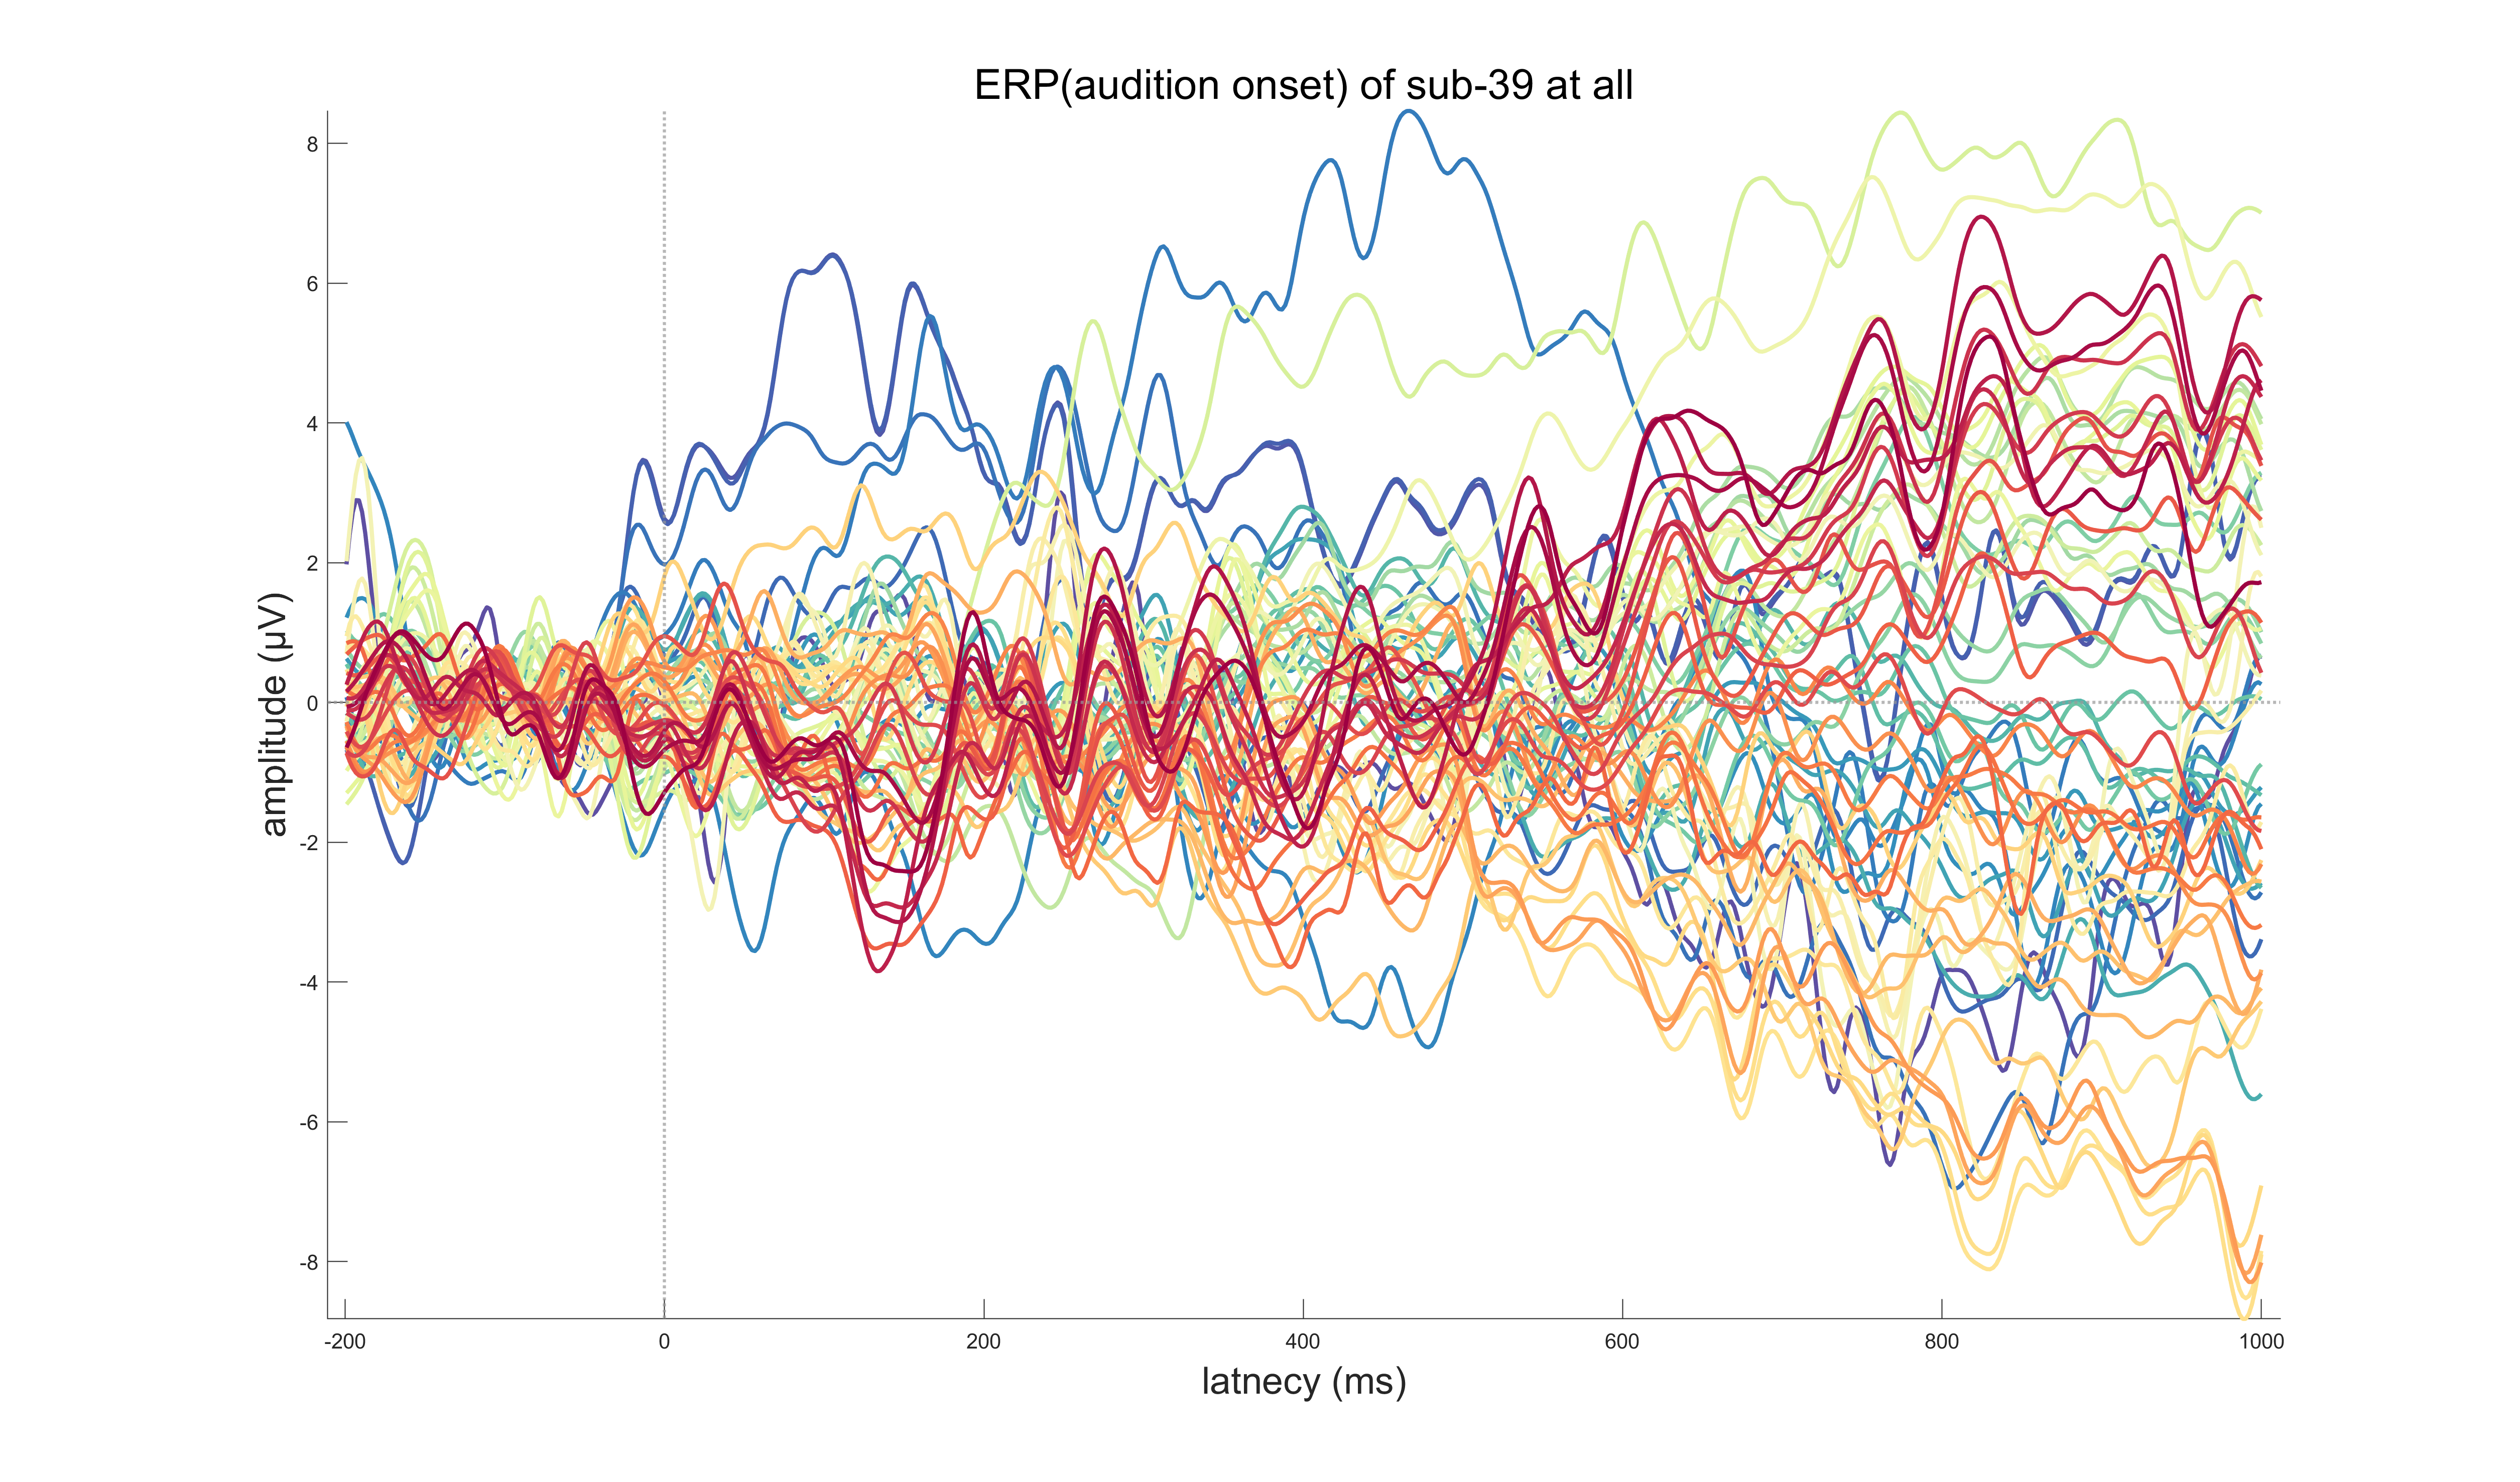 ERP(audition onset) of sub-39 at all
8
6
4
2
0
-2
-4
-6
-8
amplitude (µV)
-200 0 200 400 600 800 1000
latnecy (ms)